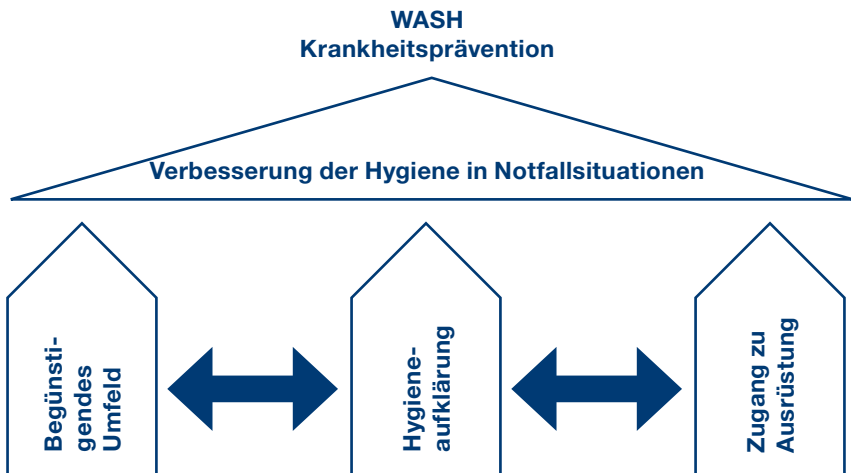 WASH
Krankheitsprävention
Verbesserung der Hygiene in Notfallsituationen
Begünsti-
gendes
Umfeld
Hygiene-
aufklärung
Zugang zu
Ausrüstung